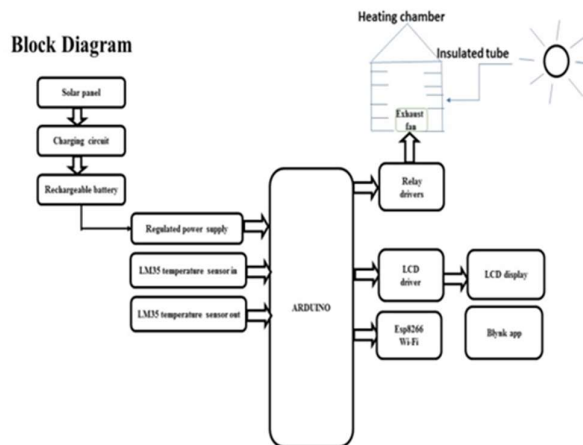 Heating chamber
Block Diagram
Insulated tube
Solar panel
Exhaust
fan
Charging circuit
Rechargeable battery
Relay
drivers
Regulated power supply
LM35 temperature sensor in
LCD
driver
LCD display
LM35 temperature sensor out
ARDUINO
Esp8266
Wi-Fi
Blynk app